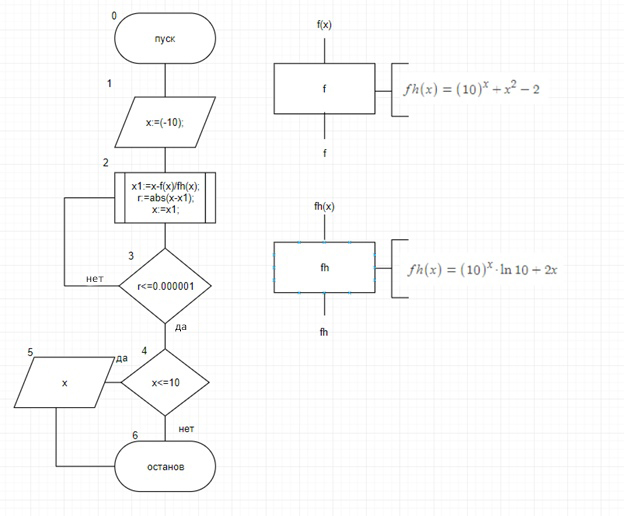 0
пуск
1
x:=(-10);
2
x1:=x-f(x)/fh(x);
r:=abs(x-x1);
x:=x1;
3
нет
r<=0.000001
да
4
5
да
x
x<=10
нет
6
останов
f(x)
f
fh(x) = (10)^x + x^2 − 2
f
fh(x)
fh
fh(x) = (10)^x · ln 10 + 2x
fh